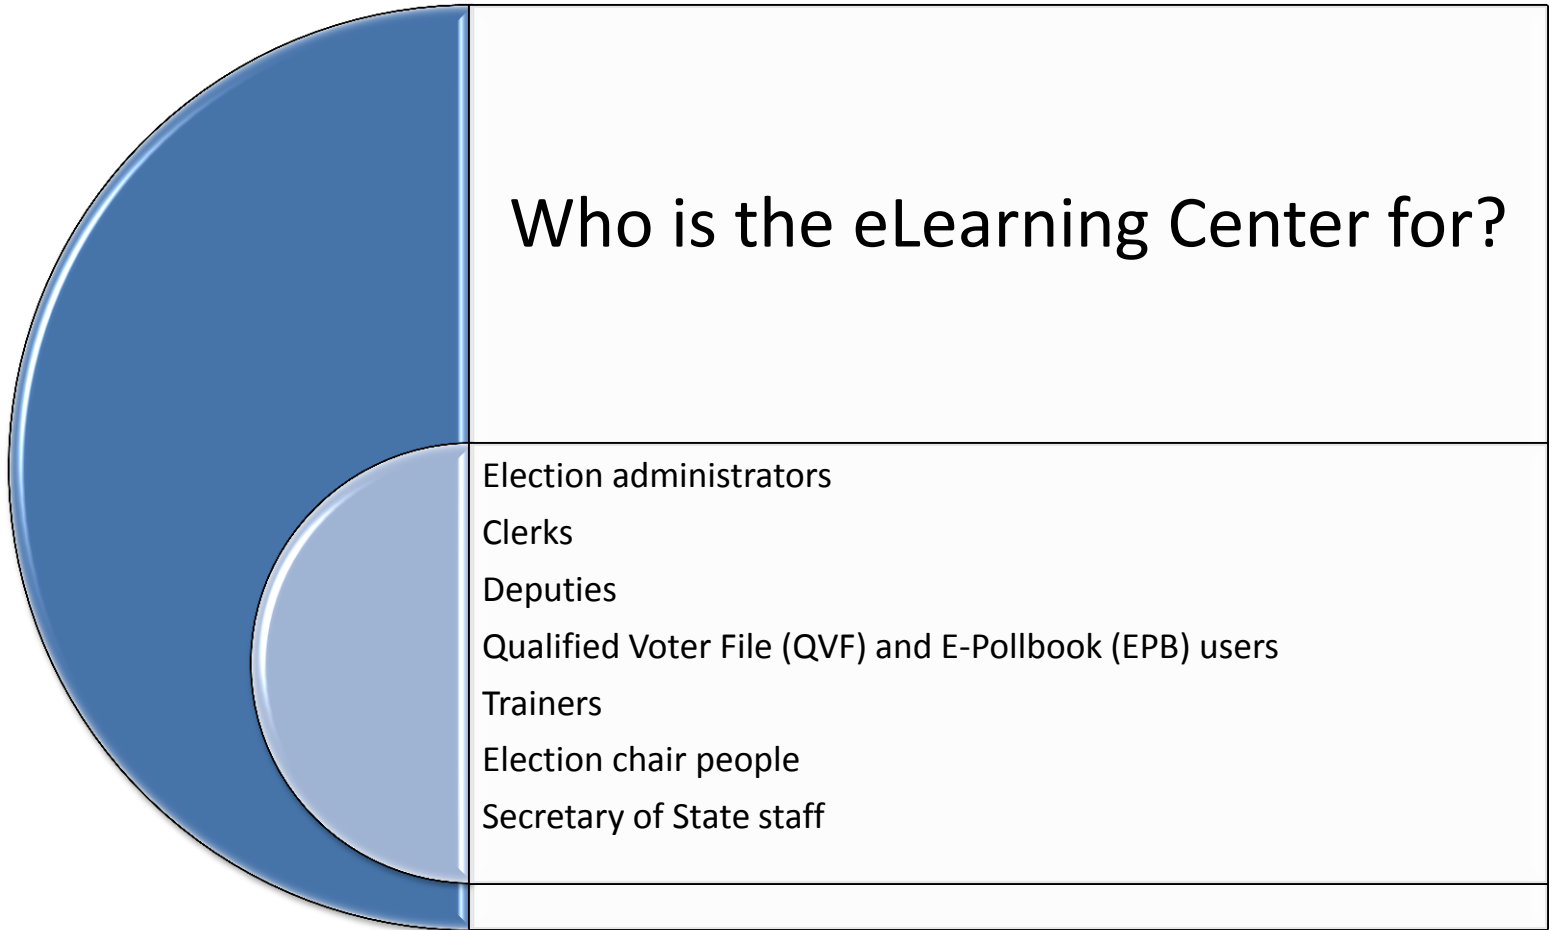 Who is the eLearning Center for?
Election administrators
Clerks
Deputies
Qualified Voter File (QVF) and E-Pollbook (EPB) users
Trainers
Election chair people
Secretary of State staff